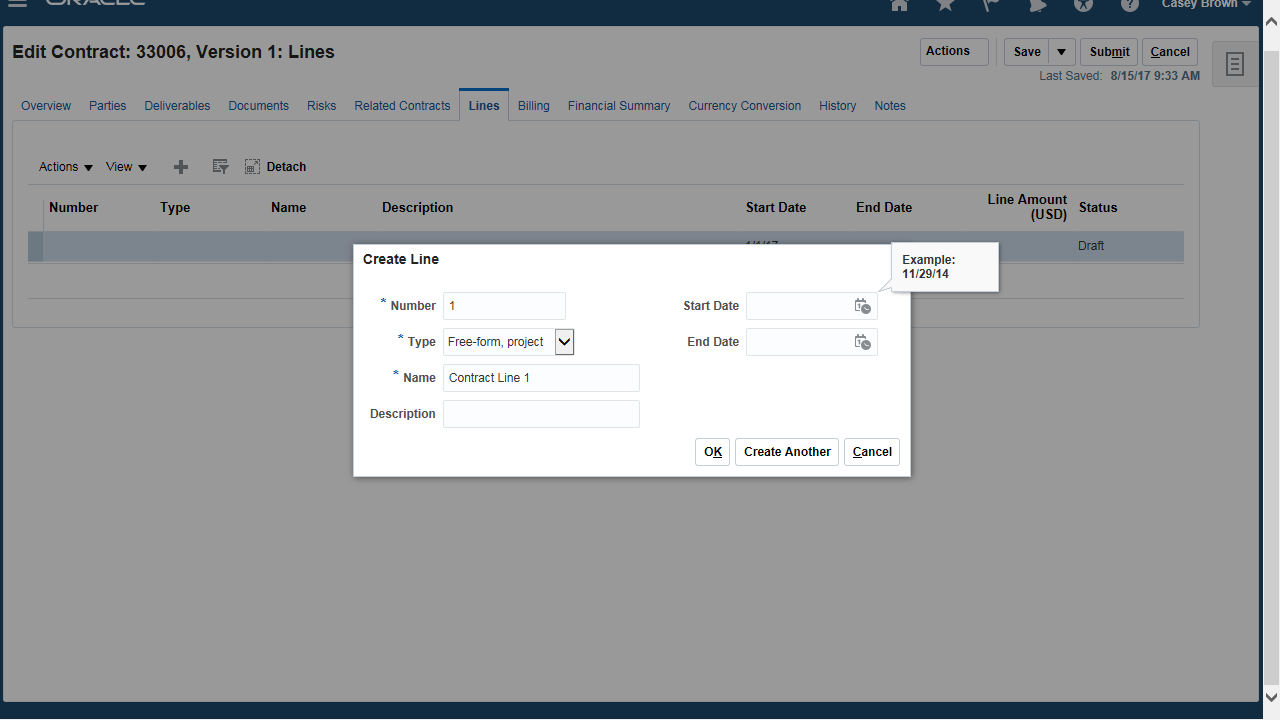 ORACLE
Casey Brown
Edit Contract: 33006, Version 1: Lines
Actions
Save
Submit
Cancel
Last Saved: 8/15/17 9:33 AM
Overview Parties Deliverables Documents Risks Related Contracts Lines Billing Financial Summary Currency Conversion History Notes
Actions View Detach
Number Type Name Description Start Date End Date Line Amount (USD) Status
1/1/17 Draft
Create Line
Example:
11/29/14
* Number 1
Start Date
* Type Free-form, project
End Date
* Name Contract Line 1
Description
OK Create Another Cancel